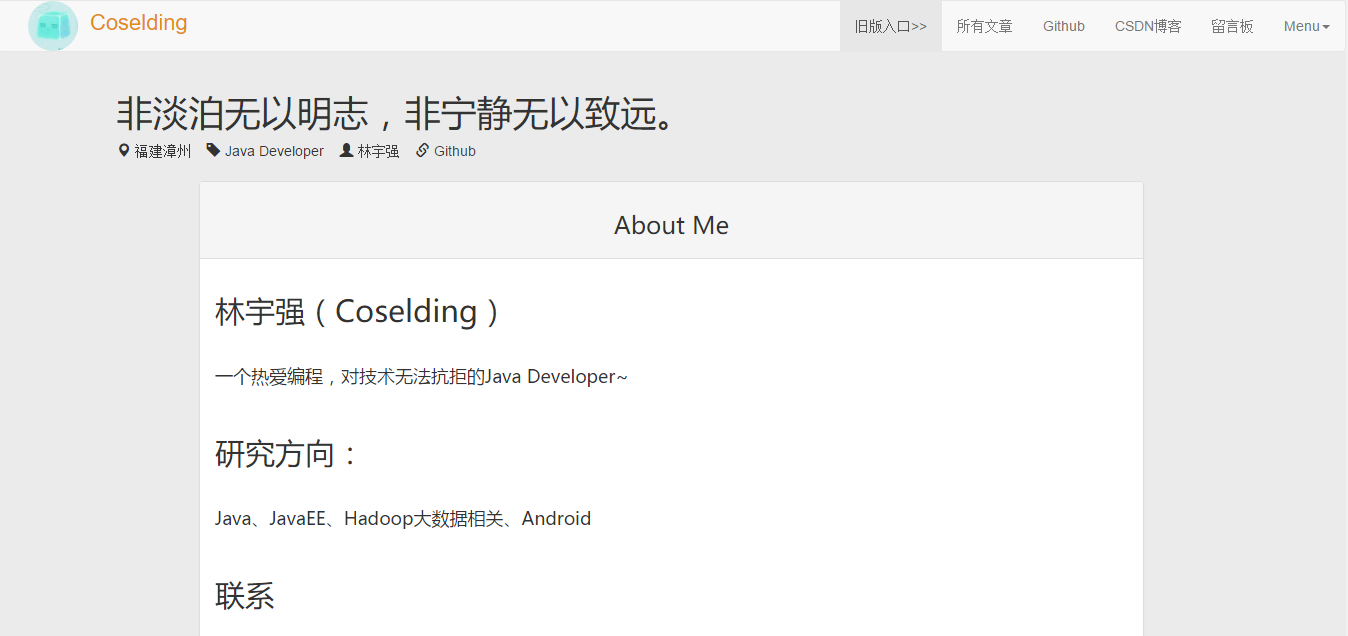 Coselding
旧版入口>> 所有文章 Github CSDN博客 留言板 Menu
非淡泊无以明志，非宁静无以致远。
福建漳州 Java Developer 林宇强 Github
About Me
林宇强（Coselding）
一个热爱编程，对技术无法抗拒的Java Developer~
研究方向：
Java、JavaEE、Hadoop大数据相关、Android
联系